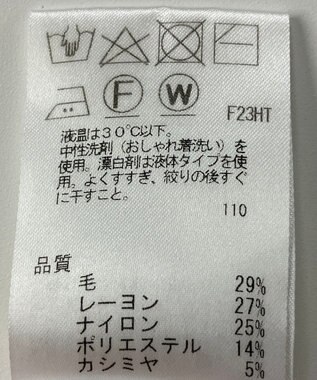 F W F23HT
液温は30℃以下。
中性洗剤（おしゃれ着洗い）を
使用。漂白剤は液体タイプを使
用。よくすすぎ、絞りの後すぐ
に干すこと。
110
品質
毛 29%
レーヨン 27%
ナイロン 25%
ポリエステル 14%
カシミヤ 5%